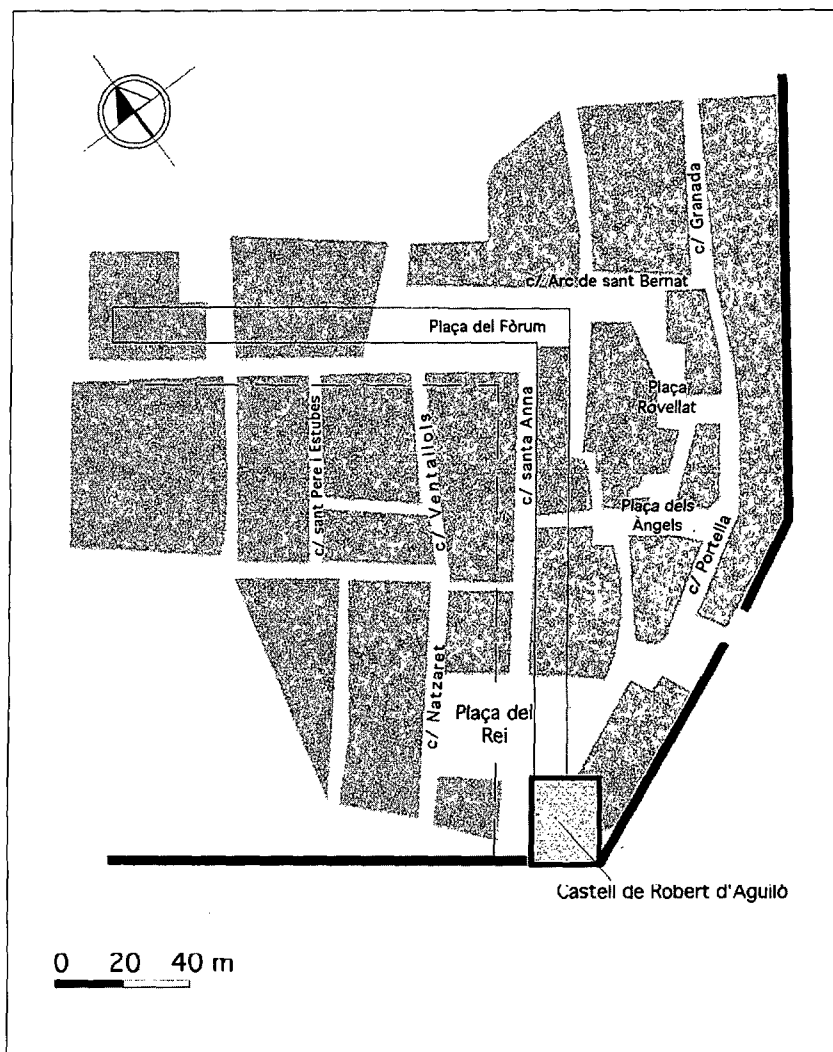 c/ Granada
c/ Arc de sant Bernat
Plaça del Fòrum
Plaça
Rovellat
c/ sant Pere i Estubes
c/ Ventallols
c/ santa Anna
Plaça dels
Àngels
c/ Portella
c/ Natzaret
Plaça del
Rei
Castell de Robert d'Aguiló
0 20 40 m